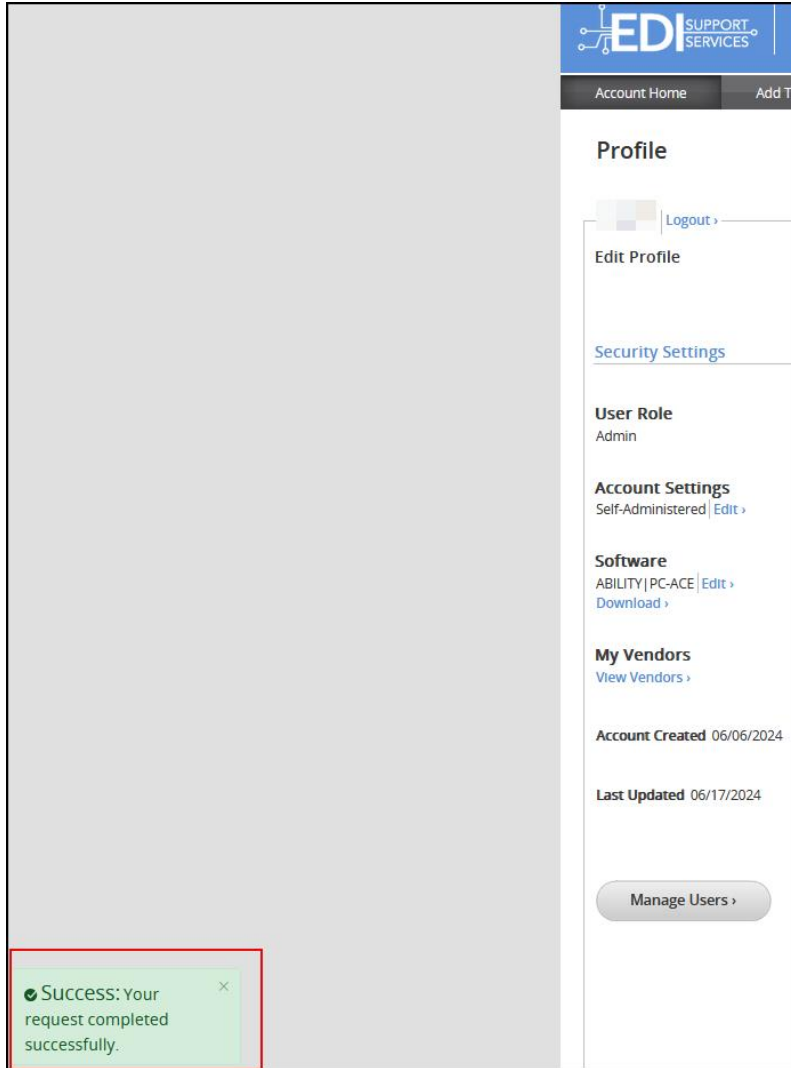 EDI SUPPORT SERVICES
Account Home Add T
Profile
Logout ›
Edit Profile
Security Settings
User Role
Admin
Account Settings
Self-Administered Edit ›
Software
ABILITY|PC-ACE Edit ›
Download ›
My Vendors
View Vendors ›
Account Created 06/06/2024
Last Updated 06/17/2024
Manage Users ›
Success: Your ×
request completed
successfully.